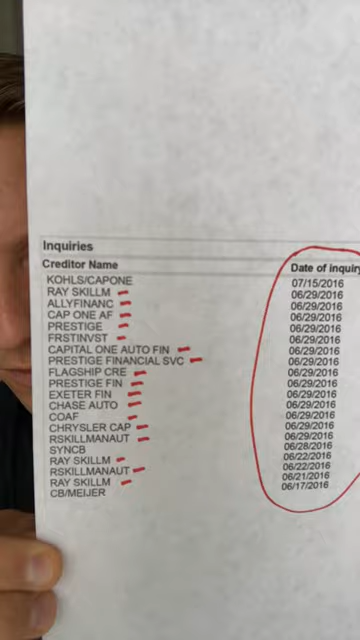 Inquiries
Creditor Name Date of inquiry
KOHLS/CAPONE 07/15/2016
RAY SKILLM 06/29/2016
ALLYFINANC 06/29/2016
CAP ONE AF 06/29/2016
PRESTIGE 06/29/2016
FRSTINVST 06/29/2016
CAPITAL ONE AUTO FIN 06/29/2016
PRESTIGE FINANCIAL SVC 06/29/2016
FLAGSHIP CRE 06/29/2016
PRESTIGE FIN 06/29/2016
EXETER FIN 06/29/2016
CHASE AUTO 06/29/2016
COAF 06/29/2016
CHRYSLER CAP 06/29/2016
RSKILLMANAUT 06/29/2016
SYNCB 06/28/2016
RAY SKILLM 06/22/2016
RSKILLMANAUT 06/22/2016
RAY SKILLM 06/21/2016
CB/MEIJER 06/17/2016